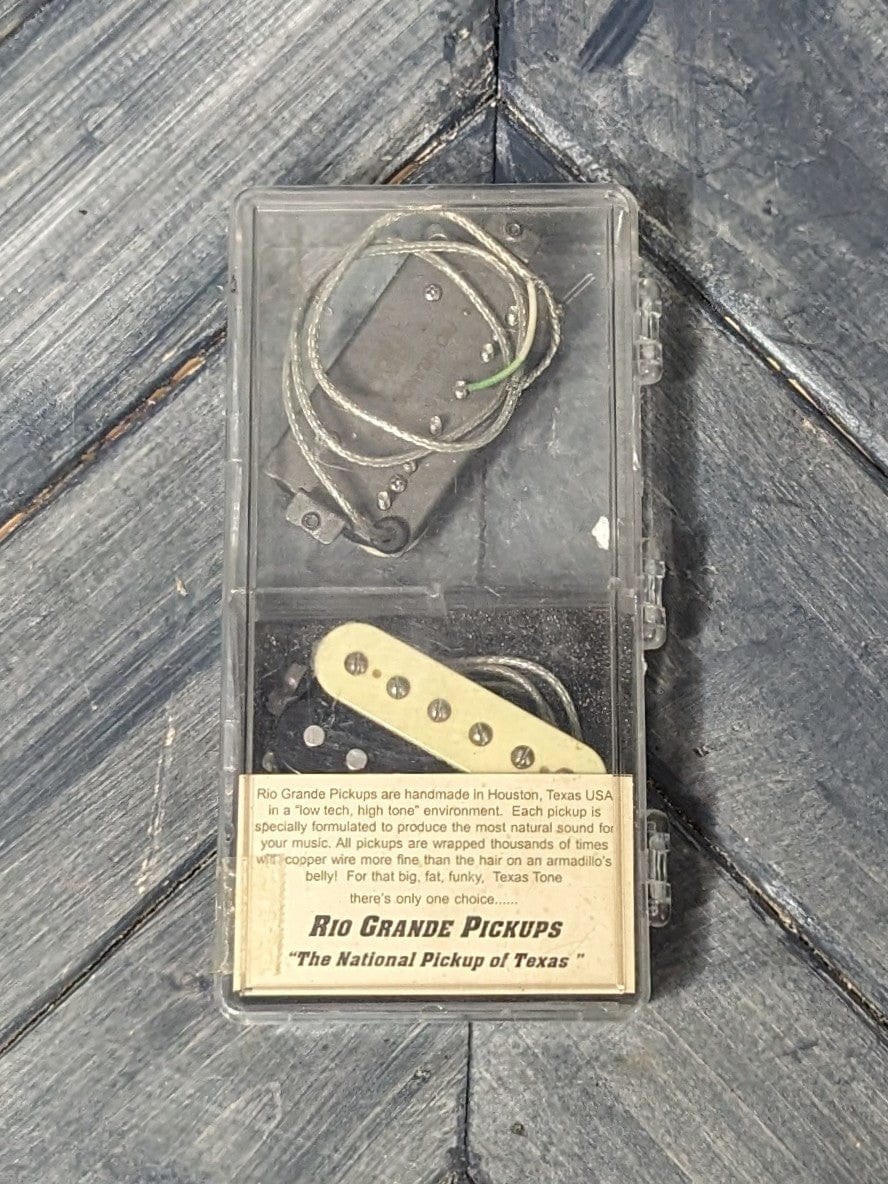 Rio Grande Pickups are handmade in Houston, Texas USA
in a "low tech, high tone" environment. Each pickup is
specially formulated to produce the most natural sound for
your music. All pickups are wrapped thousands of times
copper wire more fine than the hair on an armadillo's
belly! For that big, fat, funky, Texas Tone
there's only one choice......
RIO GRANDE PICKUPS
"The National Pickup of Texas"